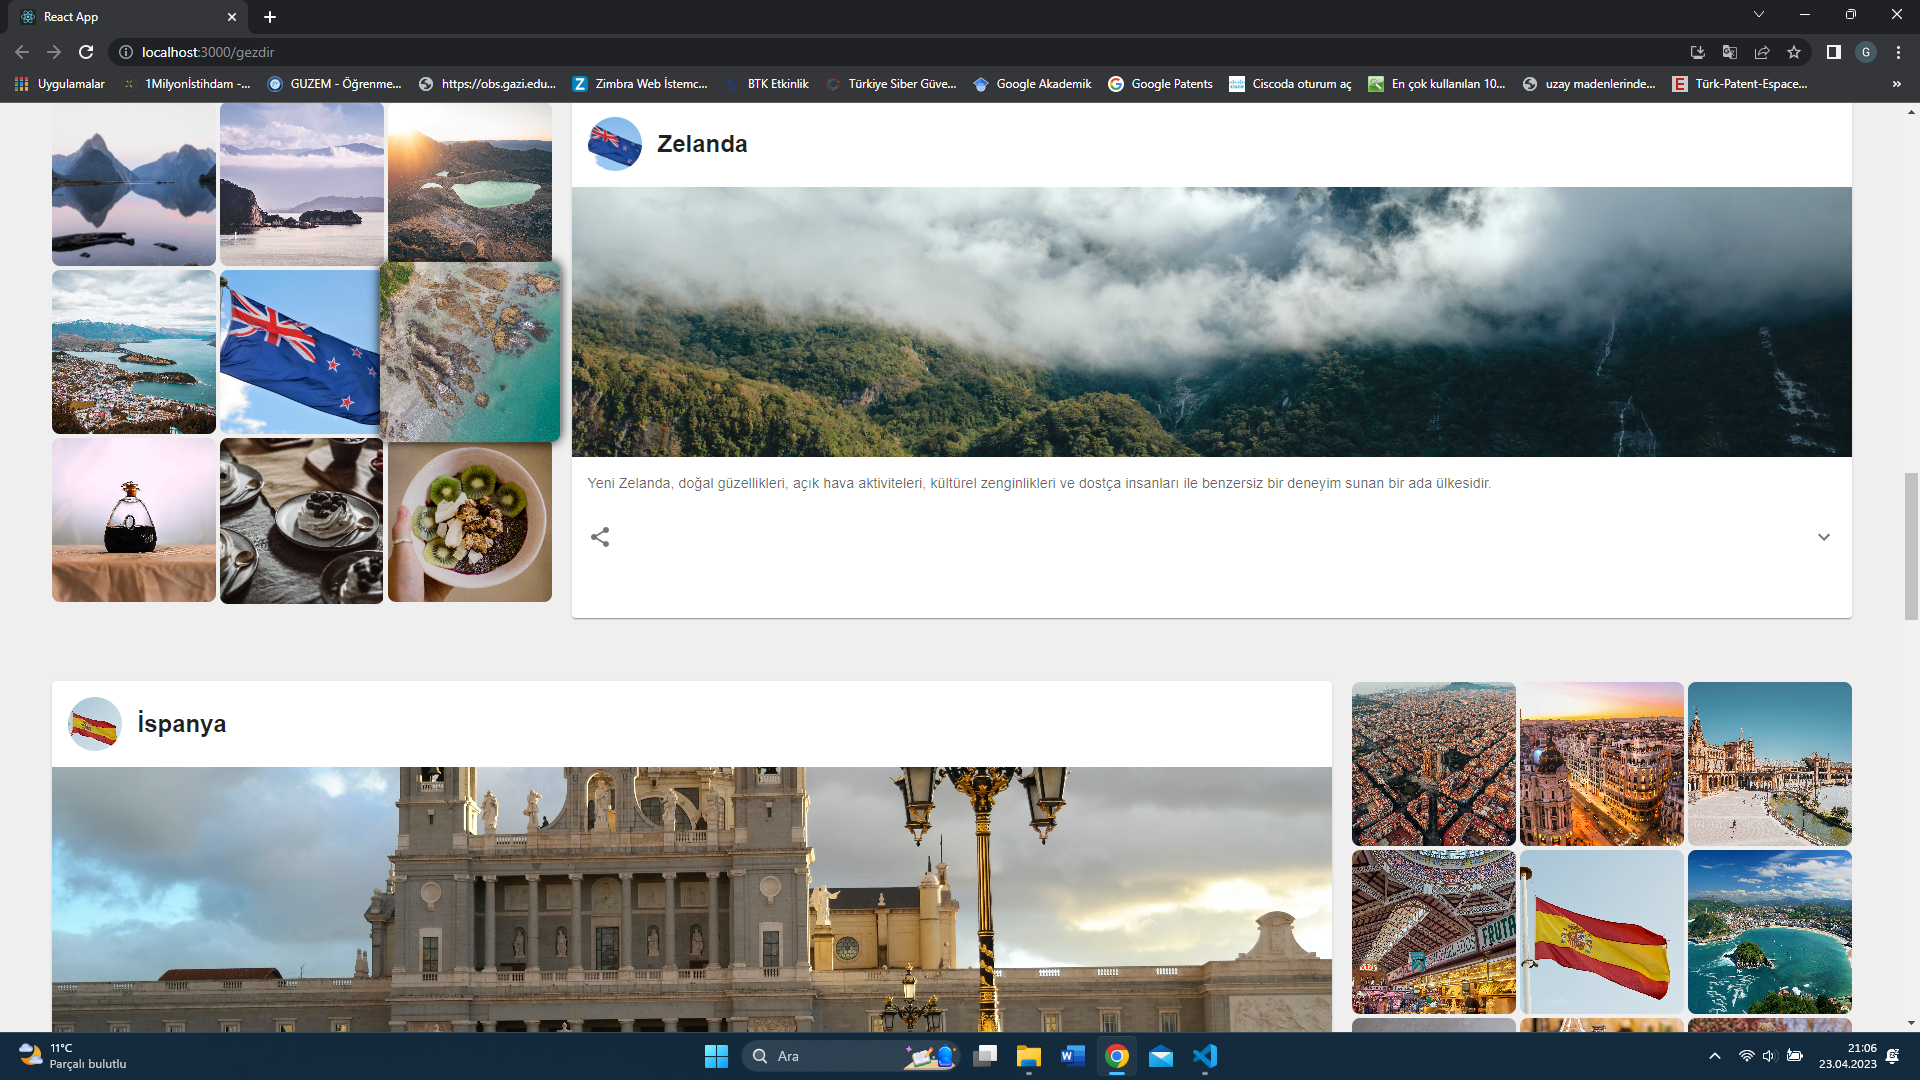 React App
localhost:3000/gezdir
G
Uygulamalar
1Milyonİstihdam -...
GUZEM - Öğrenme...
https://obs.gazi.edu...
Zimbra Web İstemc...
BTK Etkinlik
Türkiye Siber Güve...
Google Akademik
Google Patents
Ciscoda oturum aç
En çok kullanılan 10...
uzay madenlerinde...
Türk-Patent-Espace...
Zelanda
Yeni Zelanda, doğal güzellikleri, açık hava aktiviteleri, kültürel zenginlikleri ve dostça insanları ile benzersiz bir deneyim sunan bir ada ülkesidir.
İspanya
FRUTA
11°C
Parçalı bulutlu
Ara
21:06
23.04.2023